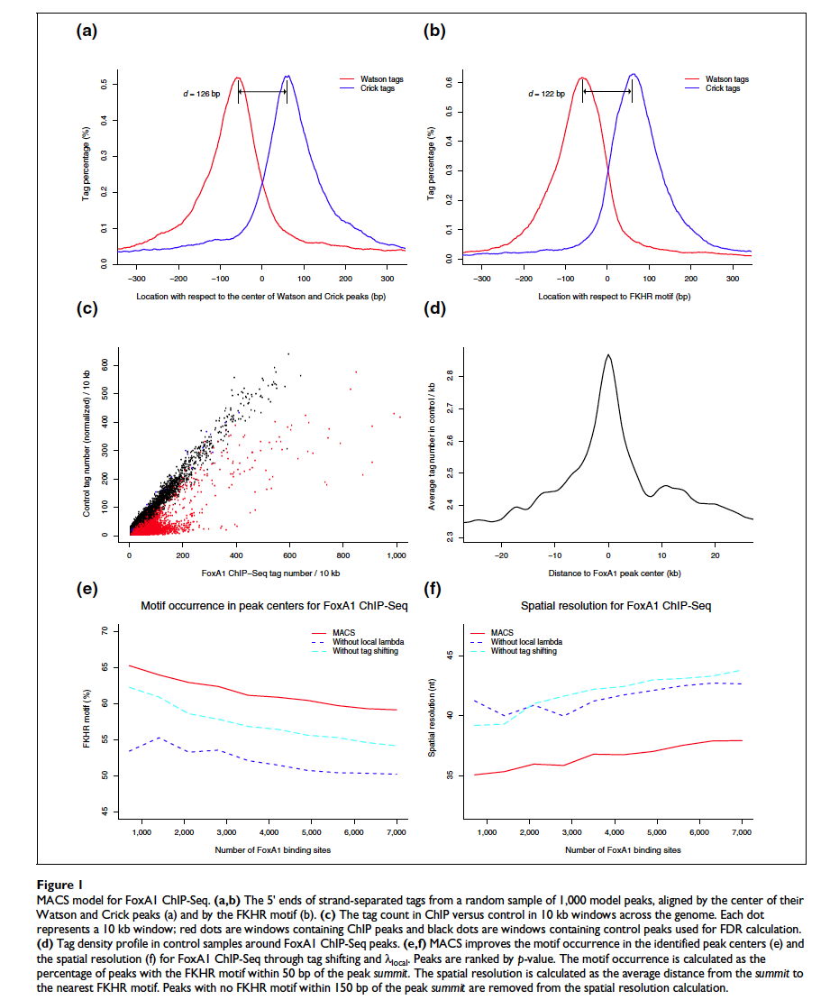 (a)
(b)
0.0
0.1
0.2
0.3
0.4
0.5
Tag percentage (%)
Watson tags
Crick tags
d = 126 bp
−300
−200
−100
0
100
200
300
Location with respect to the center of Watson and Crick peaks (bp)
0.0
0.1
0.2
0.3
0.4
0.5
0.6
Tag percentage (%)
Watson tags
Crick tags
d = 122 bp
−300
−200
−100
0
100
200
300
Location with respect to FKHR motif (bp)
(c)
(d)
0
100
200
300
400
500
600
Control tag number (normalized) / 10 kb
0
200
400
600
800
1,000
FoxA1 ChIP−Seq tag number / 10 kb
2.3
2.4
2.5
2.6
2.7
2.8
Average tag number in control / kb
−20
−10
0
10
20
Distance to FoxA1 peak center (kb)
(e)
Motif occurrence in peak centers for FoxA1 ChIP-Seq
45
50
55
60
65
70
FKHR motif (%)
MACS
Without local lambda
Without tag shifting
1,000
2,000
3,000
4,000
5,000
6,000
7,000
Number of FoxA1 binding sites
(f)
Spatial resolution for FoxA1 ChIP-Seq
35
40
45
Spatial resolution (nt)
MACS
Without local lambda
Without tag shifting
1,000
2,000
3,000
4,000
5,000
6,000
7,000
Number of FoxA1 binding sites
Figure 1
MACS model for FoxA1 ChIP-Seq. (a,b) The 5' ends of strand-separated tags from a random sample of 1,000 model peaks, aligned by the center of their
Watson and Crick peaks (a) and by the FKHR motif (b). (c) The tag count in ChIP versus control in 10 kb windows across the genome. Each dot
represents a 10 kb window; red dots are windows containing ChIP peaks and black dots are windows containing control peaks used for FDR calculation.
(d) Tag density profile in control samples around FoxA1 ChIP-Seq peaks. (e,f) MACS improves the motif occurrence in the identified peak centers (e) and
the spatial resolution (f) for FoxA1 ChIP-Seq through tag shifting and λlocal. Peaks are ranked by p-value. The motif occurrence is calculated as the
percentage of peaks with the FKHR motif within 50 bp of the peak summit. The spatial resolution is calculated as the average distance from the summit to
the nearest FKHR motif. Peaks with no FKHR motif within 150 bp of the peak summit are removed from the spatial resolution calculation.